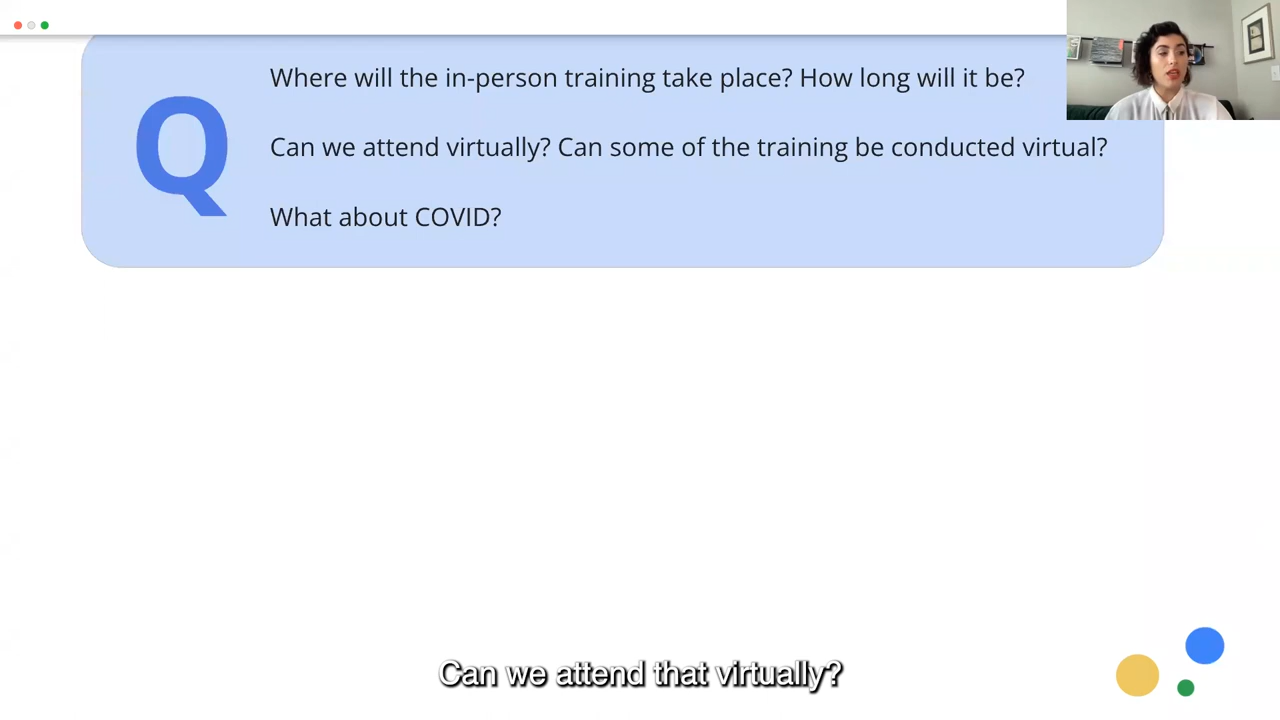 Where will the in-person training take place? How long will it be?
Q
Can we attend virtually? Can some of the training be conducted virtual?
What about COVID?
Can we attend that virtually?